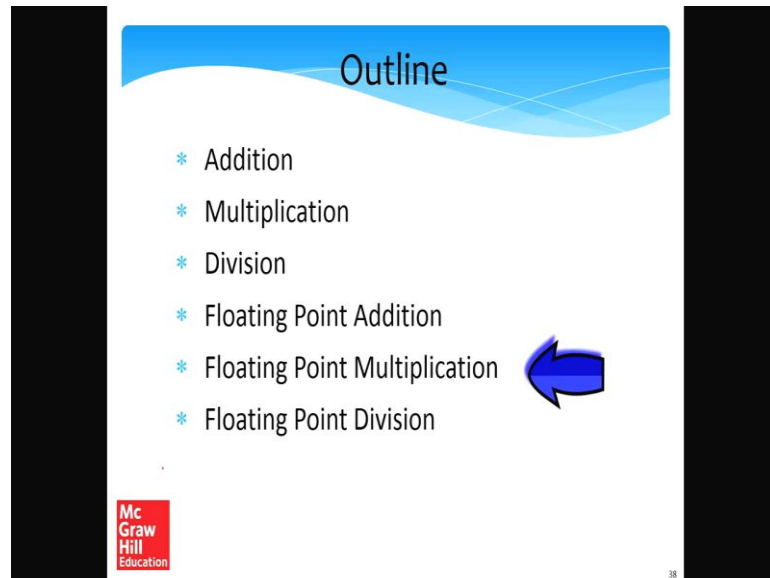 Outline
* Addition
* Multiplication
* Division
* Floating Point Addition
* Floating Point Multiplication
* Floating Point Division
Mc
Graw
Hill
Education
38